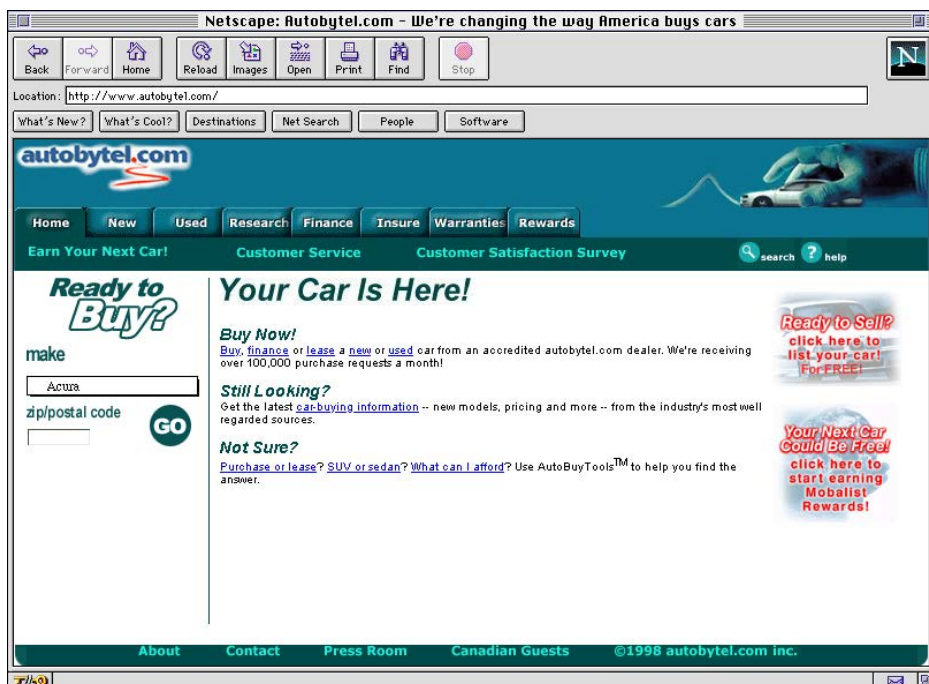 Netscape: Autobytel.com - We're changing the way America buys cars
Back Forward Home Reload Images Open Print Find Stop
N
Location: http://www.autobytel.com/
What's New? What's Cool? Destinations Net Search People Software
autobytel.com
Home New Used Research Finance Insure Warranties Rewards
Earn Your Next Car! Customer Service Customer Satisfaction Survey search ? help
Ready to
Buy?
make
Acura
zip/postal code
GO
Your Car Is Here!
Buy Now!
Buy, finance or lease a new or used car from an accredited autobytel.com dealer. We're receiving
over 100,000 purchase requests a month!
Still Looking?
Get the latest car-buying information -- new models, pricing and more -- from the industry's most well
regarded sources.
Not Sure?
Purchase or lease? SUV or sedan? What can I afford? Use AutoBuyTools™ to help you find the
answer.
Ready to Sell?
click here to
list your car!
For FREE!
Your Next Car
Could Be Free!
click here to
start earning
Mobalist
Rewards!
About Contact Press Room Canadian Guests ©1998 autobytel.com inc.